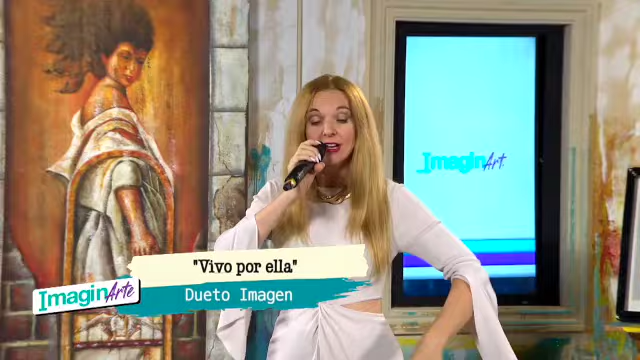 ImaginArt
"Vivo por ella"
ImaginArte
Dueto Imagen